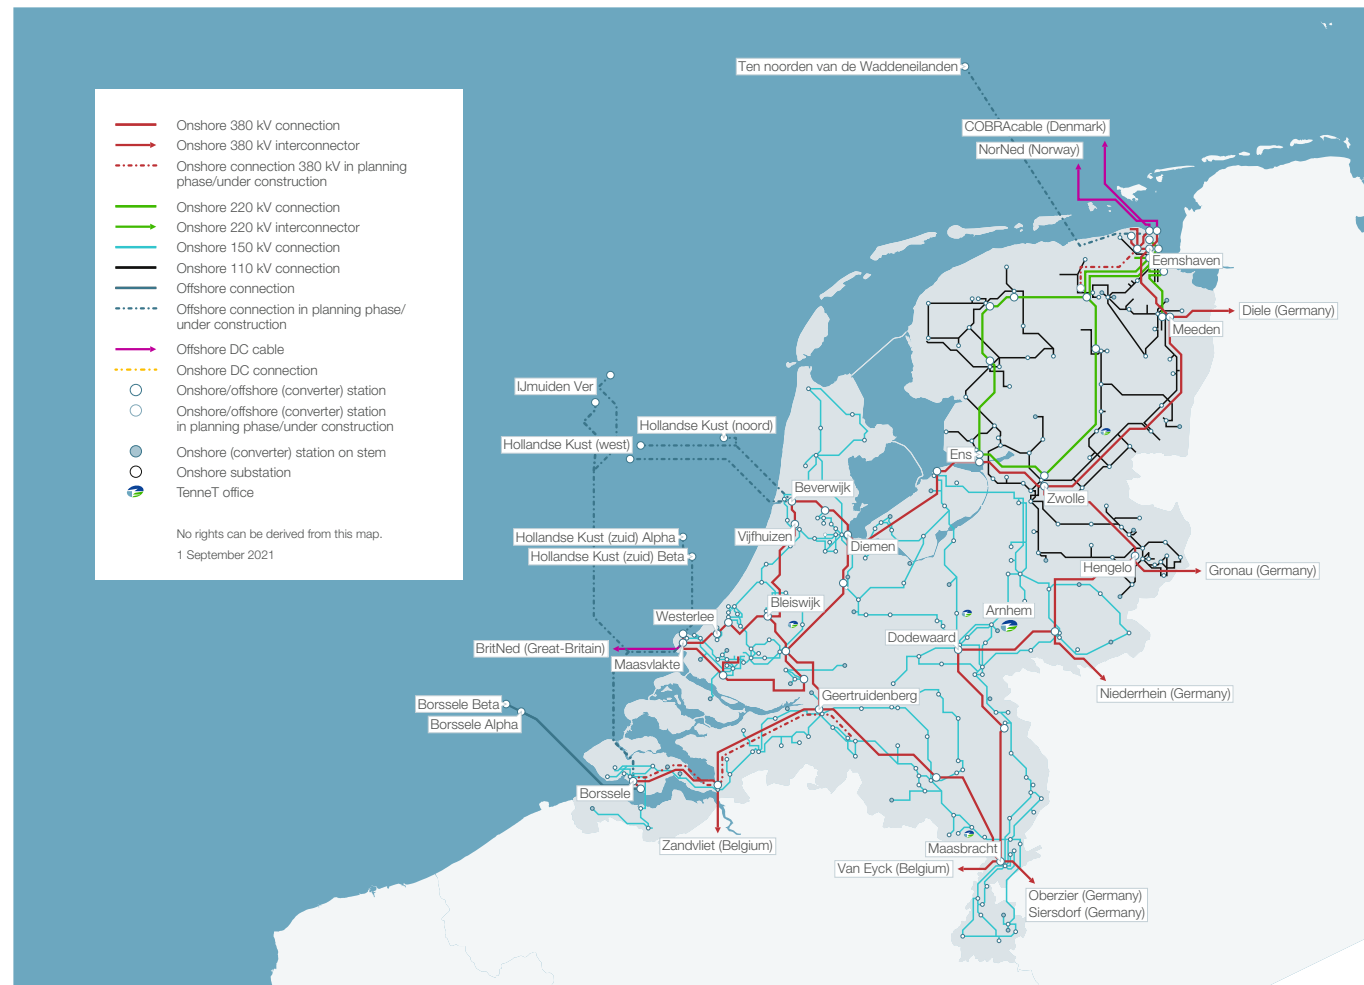 Onshore 380 kV connection
Onshore 380 kV interconnector
Onshore connection 380 kV in planning
phase/under construction
Onshore 220 kV connection
Onshore 220 kV interconnector
Onshore 150 kV connection
Onshore 110 kV connection
Offshore connection
Offshore connection in planning phase/
under construction
Offshore DC cable
Onshore DC connection
Onshore/offshore (converter) station
Onshore/offshore (converter) station
in planning phase/under construction
Onshore (converter) station on stem
Onshore substation
TenneT office
No rights can be derived from this map.
1 September 2021
Ten noorden van de Waddeneilanden
COBRAcable (Denmark)
NorNed (Norway)
Eemshaven
Diele (Germany)
Meeden
IJmuiden Ver
Hollandse Kust (noord)
Hollandse Kust (west)
Ens
Beverwijk
Zwolle
Vijfhuizen
Hollandse Kust (zuid) Alpha
Diemen
Hollandse Kust (zuid) Beta
Hengelo
Gronau (Germany)
Bleiswijk
Arnhem
Westerlee
Dodewaard
BritNed (Great-Britain)
Maasvlakte
Niederrhein (Germany)
Geertruidenberg
Borssele Beta
Borssele Alpha
Borssele
Zandvliet (Belgium)
Maasbracht
Van Eyck (Belgium)
Oberzier (Germany)
Siersdorf (Germany)